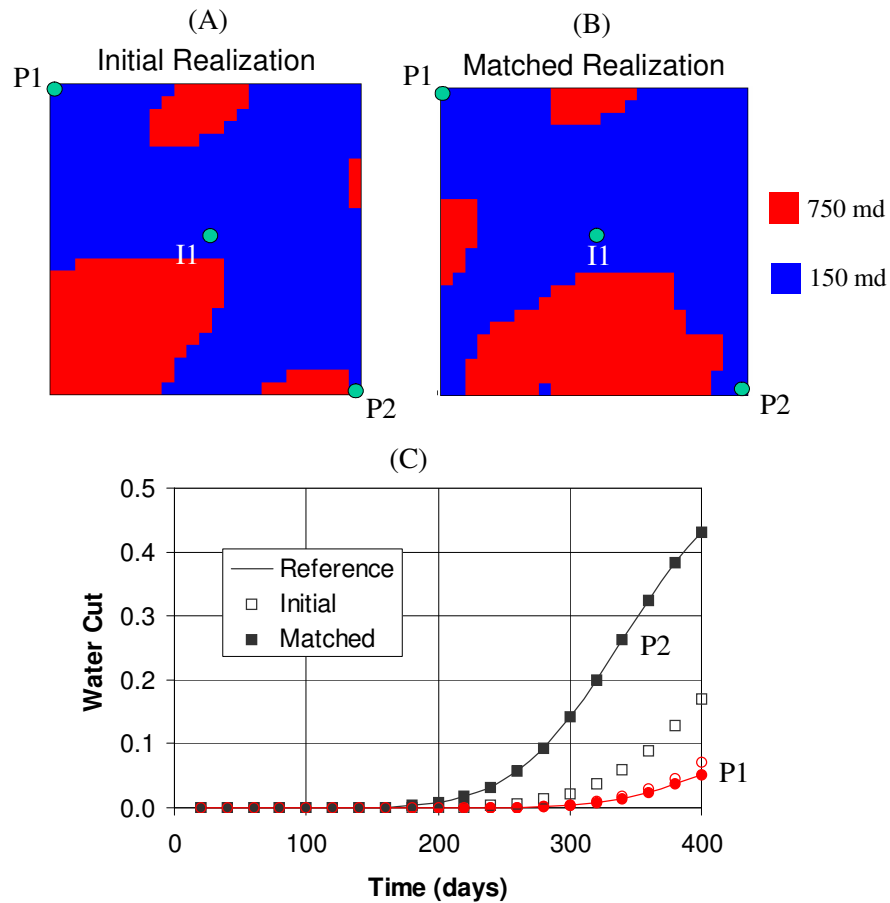 (A)
Initial Realization
P1
I1
P2
(B)
Matched Realization
P1
I1
P2
750 md
150 md
(C)
0.5
0.4
0.3
0.2
0.1
0.0
Water Cut
Reference
Initial
Matched
P2
P1
0
100
200
300
400
Time (days)